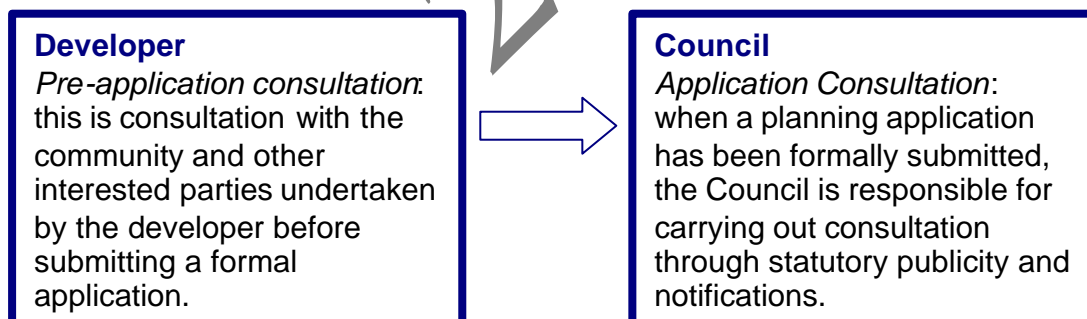 Developer
Pre-application consultation:
this is consultation with the
community and other
interested parties undertaken
by the developer before
submitting a formal
application.
Council
Application Consultation:
when a planning application
has been formally submitted,
the Council is responsible for
carrying out consultation
through statutory publicity and
notifications.